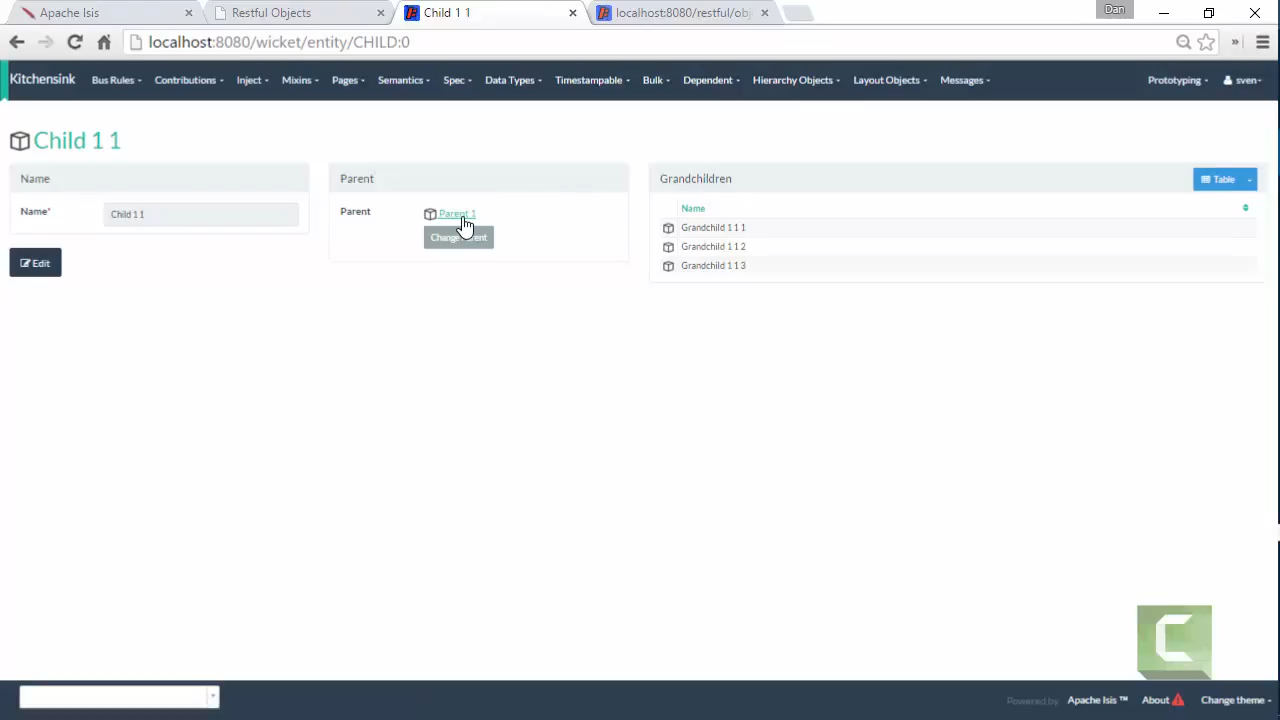 Apache Isis
Restful Objects
Child 1 1
localhost:8080/restful/obj
Dan
localhost:8080/wicket/entity/CHILD:0
Kitchensink Bus Rules Contributions Inject Mixins Pages Semantics Spec Data Types Timestampable Bulk Dependent Hierarchy Objects Layout Objects Messages Prototyping sven
Child 1 1
Name
Name*
Child 1 1
Edit
Parent
Parent
Parent 1
Change Parent
Grandchildren
Table
Name
Grandchild 1 1 1
Grandchild 1 1 2
Grandchild 1 1 3
C
Powered by Apache Isis ™ About Change theme